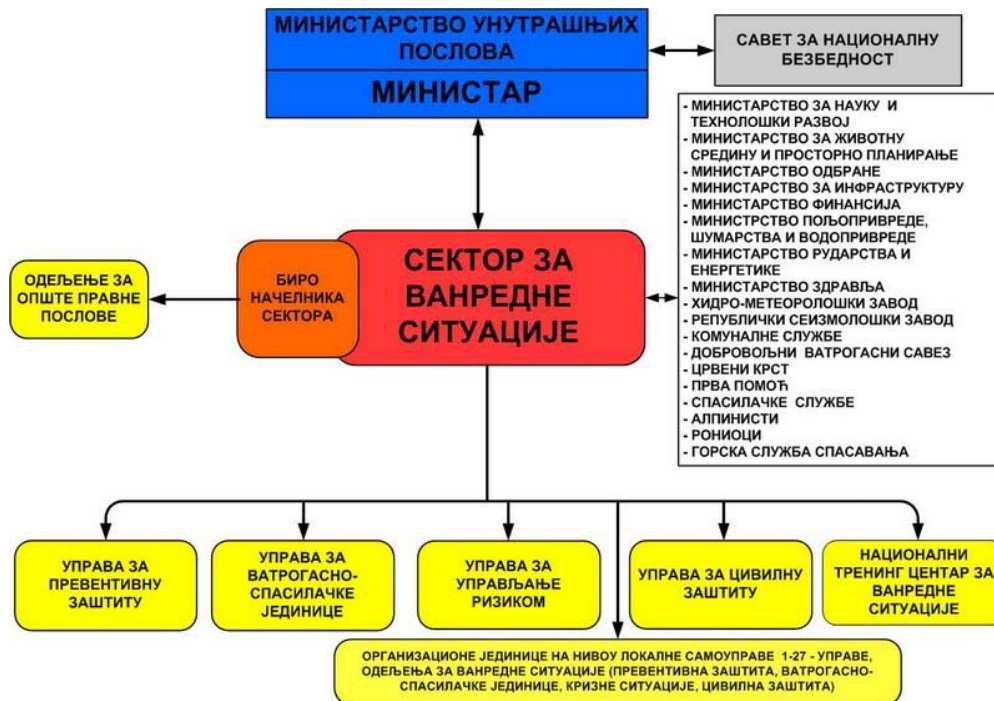 МИНИСТАРСТВО УНУТРАШЊИХ
ПОСЛОВА
МИНИСТАР
САВЕТ ЗА НАЦИОНАЛНУ
БЕЗБЕДНОСТ
- МИНИСТАРСТВО ЗА НАУКУ И
ТЕХНОЛОШКИ РАЗВОЈ
- МИНИСТАРСТВО ЗА ЖИВОТНУ
СРЕДИНУ И ПРОСТОРНО ПЛАНИРАЊЕ
- МИНИСТАРСТВО ОДБРАНЕ
- МИНИСТАРСТВО ЗА ИНФРАСТРУКТУРУ
- МИНИСТАРСТВО ФИНАНСИЈА
- МИНИСТРСТВО ПОЉОПРИВРЕДЕ,
ШУМАРСТВА И ВОДОПРИВРЕДЕ
- МИНИСТАРСТВО РУДАРСТВА И
ЕНЕРГЕТИКЕ
- МИНИСТАРСТВО ЗДРАВЉА
- ХИДРО-МЕТЕОРОЛОШКИ ЗАВОД
- РЕПУБЛИЧКИ СЕИЗМОЛОШКИ ЗАВОД
- КОМУНАЛНЕ СЛУЖБЕ
- ДОБРОВОЉНИ ВАТРОГАСНИ САВЕЗ
- ЦРВЕНИ КРСТ
- ПРВА ПОМОЋ
- СПАСИЛАЧКЕ СЛУЖБЕ
- АЛПИНИСТИ
- РОНИОЦИ
- ГОРСКА СЛУЖБА СПАСАВАЊА
ОДЕЉЕЊЕ ЗА
ОПШТЕ ПРАВНЕ
ПОСЛОВЕ
БИРО
НАЧЕЛНИКА
СЕКТОРА
СЕКТОР ЗА
ВАНРЕДНЕ
СИТУАЦИЈЕ
УПРАВА ЗА
ПРЕВЕНТИВНУ
ЗАШТИТУ
УПРАВА ЗА
ВАТРОГАСНО-
СПАСИЛАЧКЕ
ЈЕДИНИЦЕ
УПРАВА ЗА
УПРАВЉАЊЕ
РИЗИКОМ
УПРАВА ЗА ЦИВИЛНУ
ЗАШТИТУ
НАЦИОНАЛНИ
ТРЕНИНГ ЦЕНТАР ЗА
ВАНРЕДНЕ
СИТУАЦИЈЕ
ОРГАНИЗАЦИОНЕ ЈЕДИНИЦЕ НА НИВОУ ЛОКАЛНЕ САМОУПРАВЕ 1-27 - УПРАВЕ,
ОДЕЉЕЊА ЗА ВАНРЕДНЕ СИТУАЦИЈЕ (ПРЕВЕНТИВНА ЗАШТИТА, ВАТРОГАСНО-
СПАСИЛАЧКЕ ЈЕДИНИЦЕ, КРИЗНЕ СИТУАЦИЈЕ, ЦИВИЛНА ЗАШТИТА)